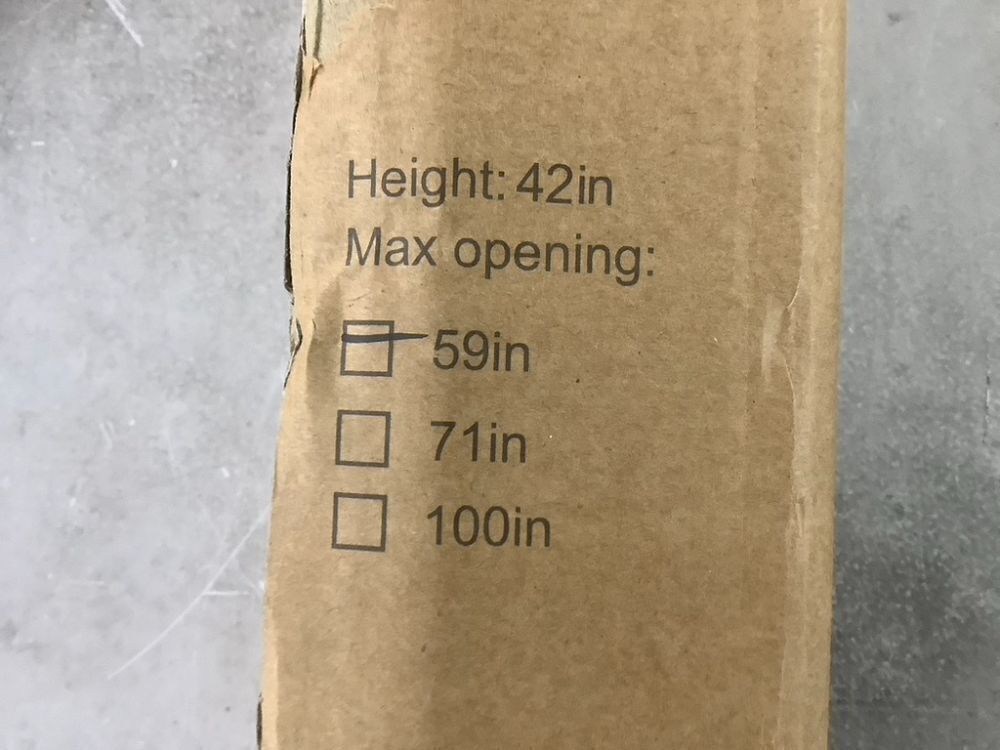 Height: 42in
Max opening:
59in
71in
100in